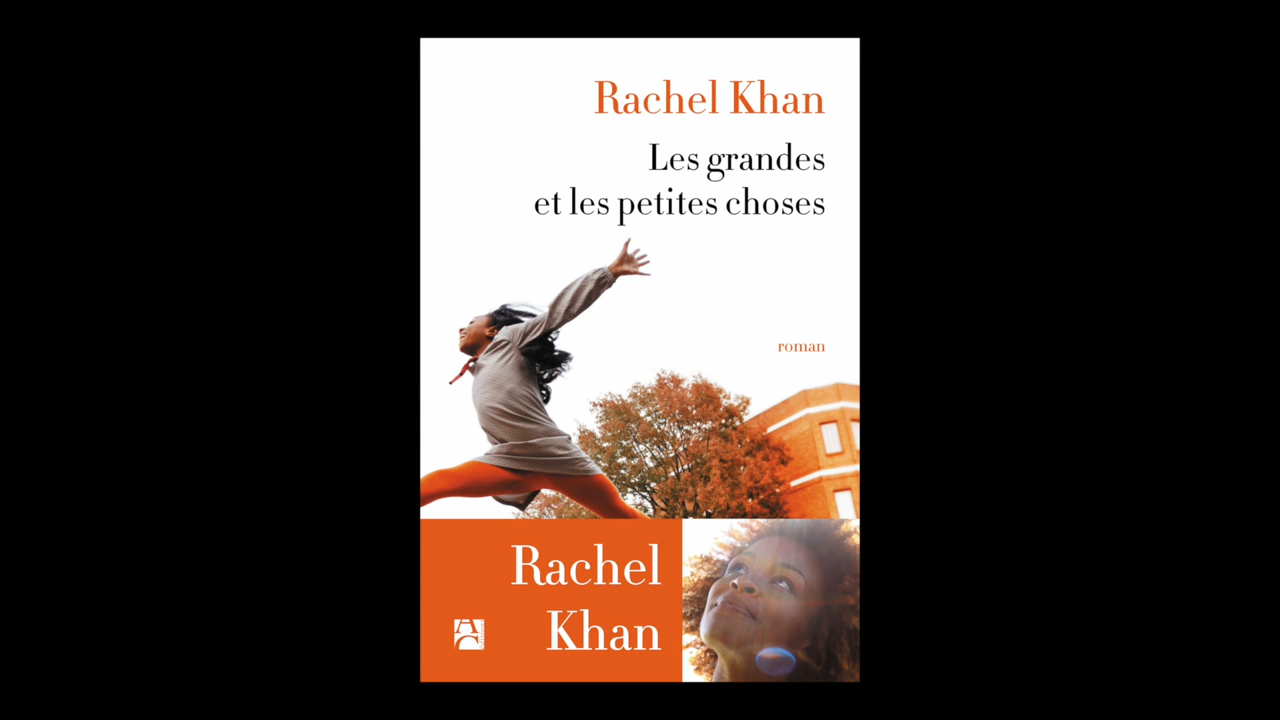 Rachel Khan
Les grandes
et les petites choses
roman
Rachel
Khan